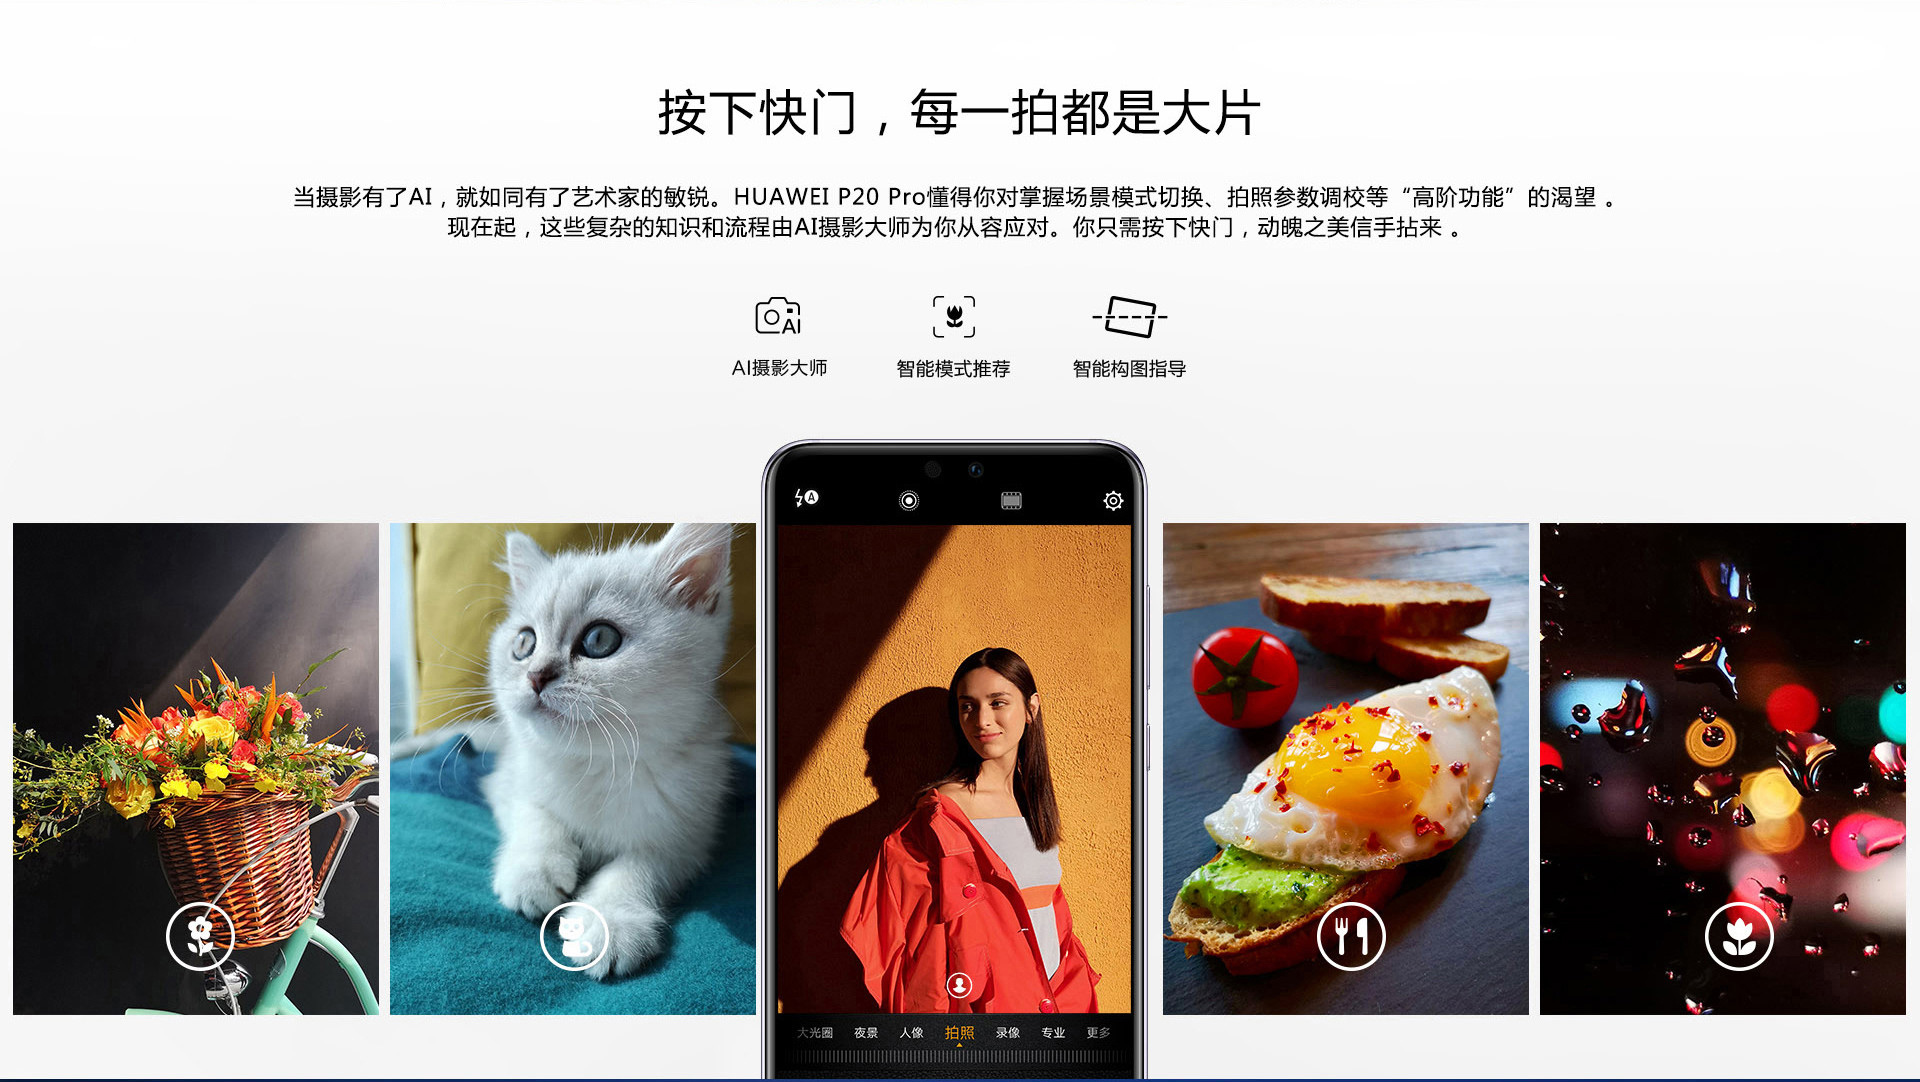 按下快门，每一拍都是大片
当摄影有了AI，就如同有了艺术家的敏锐。HUAWEI P20 Pro懂得你对掌握场景模式切换、拍照参数调校等“高阶功能”的渴望 。
现在起，这些复杂的知识和流程由AI摄影大师为你从容应对。你只需按下快门，动魄之美信手拈来 。
AI
AI摄影大师 智能模式推荐 智能构图指导
A
大光圈 夜景 人像 拍照 录像 专业 更多